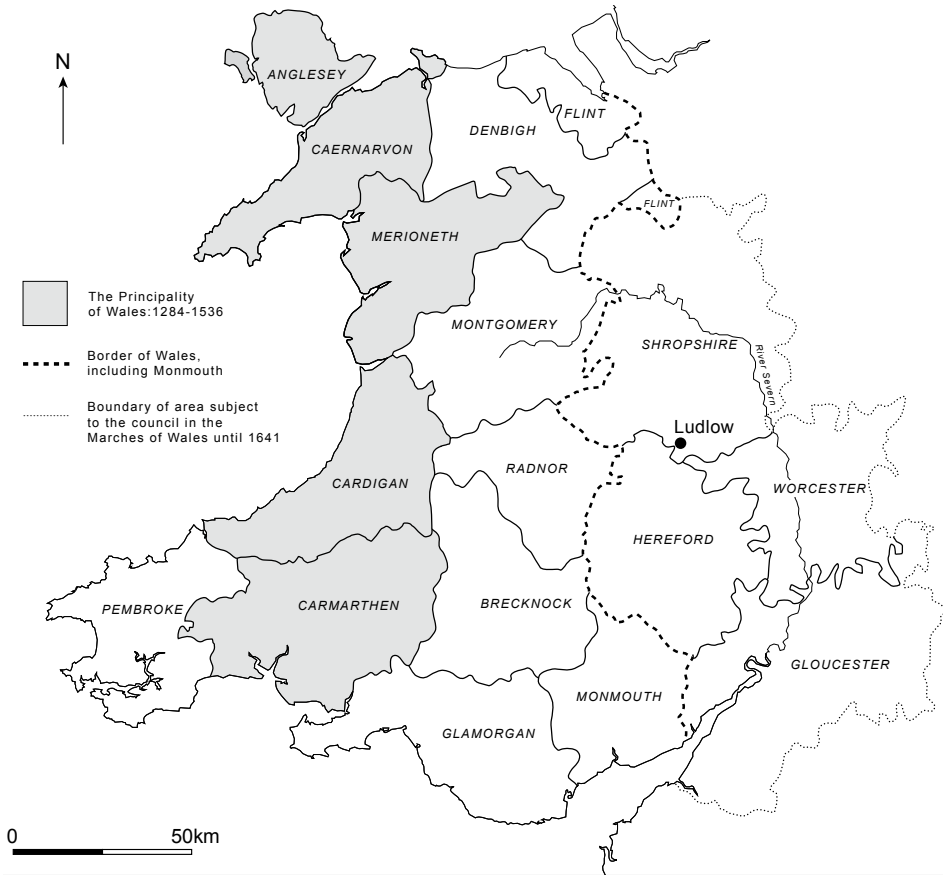 N
ANGLESEY
FLINT
DENBIGH
CAERNARVON
FLINT
MERIONETH
The Principality
of Wales:1284-1536
MONTGOMERY
SHROPSHIRE
River Severn
Border of Wales,
including Monmouth
Boundary of area subject
to the council in the
Marches of Wales until 1641
Ludlow
RADNOR
CARDIGAN
WORCESTER
HEREFORD
PEMBROKE
CARMARTHEN
BRECKNOCK
GLOUCESTER
MONMOUTH
GLAMORGAN
0 50km